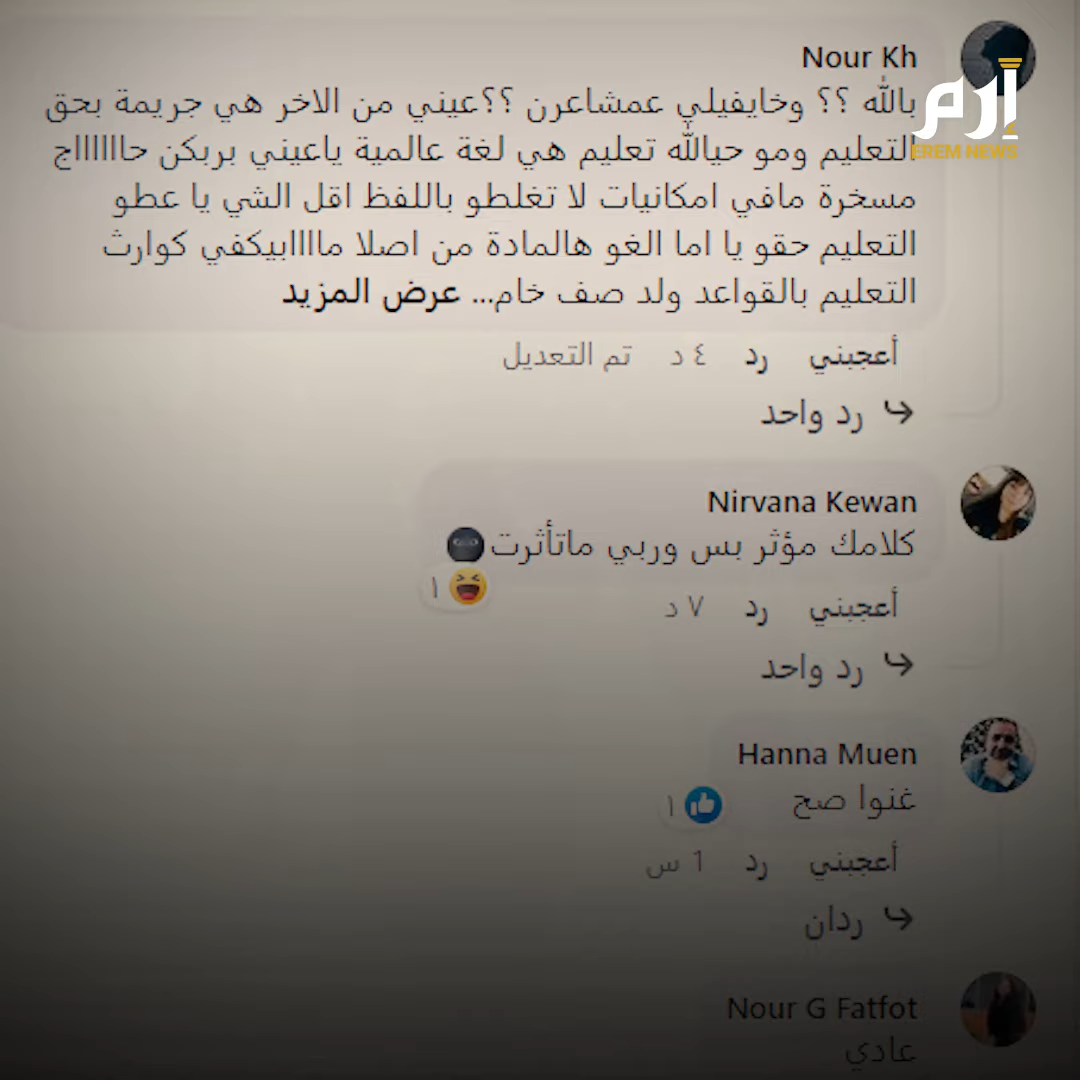 Nour Kh
بالله ؟؟ وخايفيلي عمشاعرن ؟؟عيني من الاخر هي جريمة بحق
التعليم ومو حيالله تعليم هي لغة عالمية ياعيني بربكن حاااااج
مسخرة مافي امكانيات لا تغلطو باللفظ اقل الشي يا عطو
التعليم حقو يا اما الغو هالمادة من اصلا مااابيكفي كوارث
التعليم بالقواعد ولد صف خام... عرض المزيد
أعجبني رد ٤ د تم التعديل
رد واحد
Nirvana Kewan
كلامك مؤثر بس وربي ماتأثرت
١
أعجبني رد ٧ د
رد واحد
Hanna Muen
غنوا صح
١
أعجبني رد 1 س
ردان
Nour G Fatfot
عادي
إرم
EREM NEWS